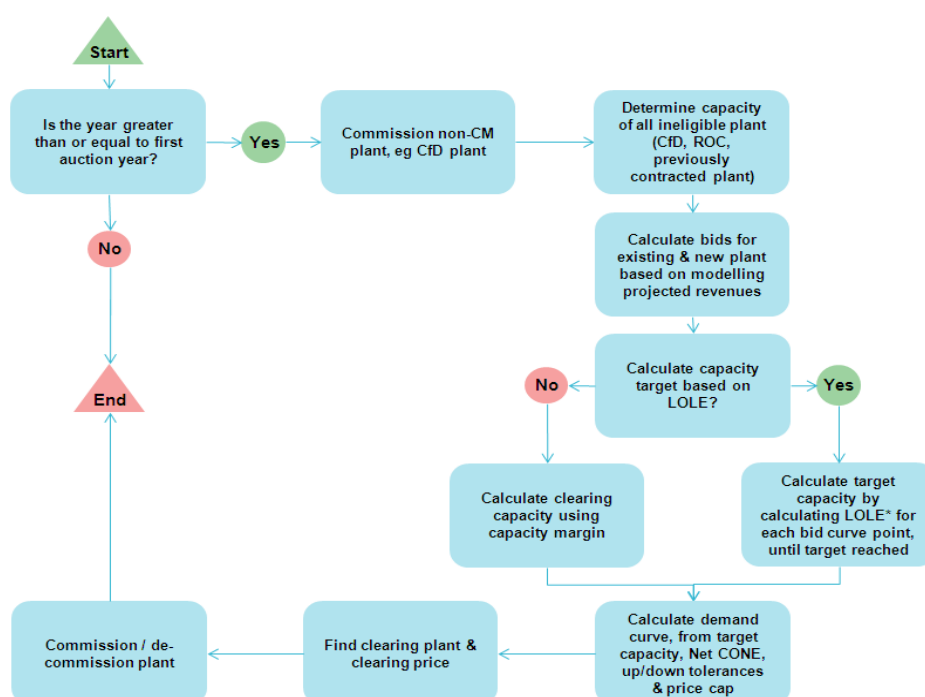 Start
Is the year greater
than or equal to first
auction year?
Yes
Commission non-CM
plant, eg CfD plant
Determine capacity
of all ineligible plant
(CfD, ROC,
previously
contracted plant)
No
Calculate bids for
existing & new plant
based on modelling
projected revenues
End
No
Calculate capacity
target based on
LOLE?
Yes
Calculate clearing
capacity using
capacity margin
Calculate target
capacity by
calculating LOLE* for
each bid curve point,
until target reached
Commission / de-
commission plant
Find clearing plant &
clearing price
Calculate demand
curve, from target
capacity, Net CONE,
up/down tolerances
& price cap